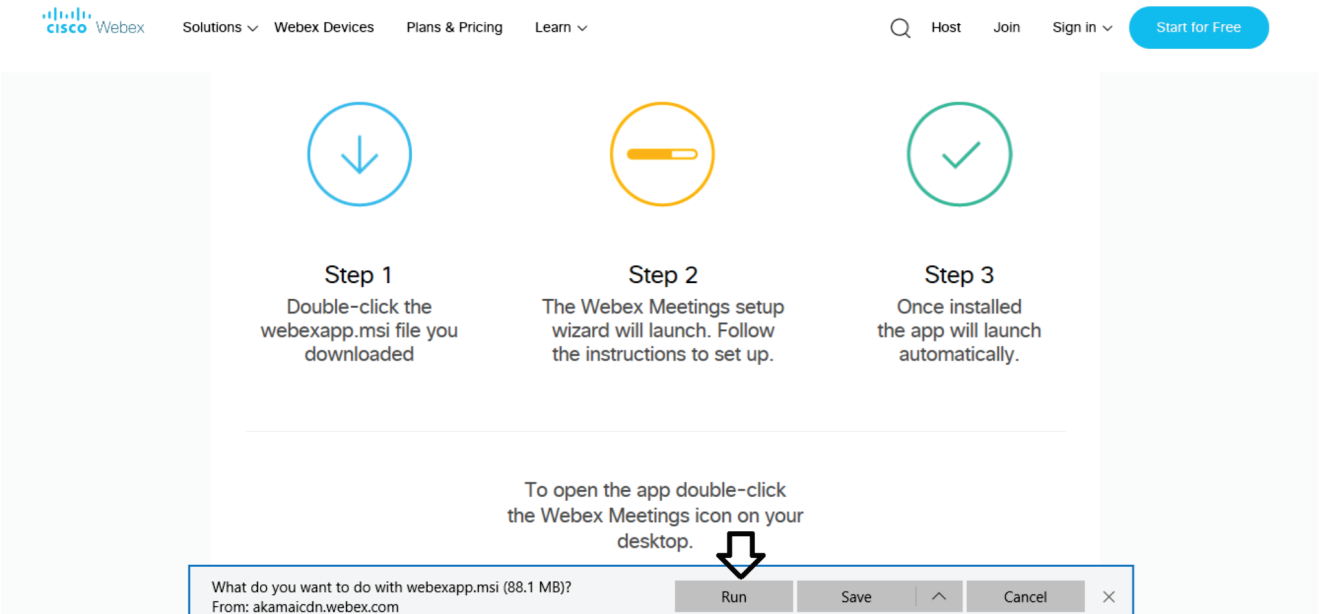 CISCO Webex Solutions Webex Devices Plans & Pricing Learn Host Join Sign in Start for Free
Step 1
Double-click the
webexapp.msi file you
downloaded
Step 2
The Webex Meetings setup
wizard will launch. Follow
the instructions to set up.
Step 3
Once installed
the app will launch
automatically.
To open the app double-click
the Webex Meetings icon on your
desktop.
What do you want to do with webexapp.msi (88.1 MB)?
From: akamaicdn.webex.com
Run Save Cancel